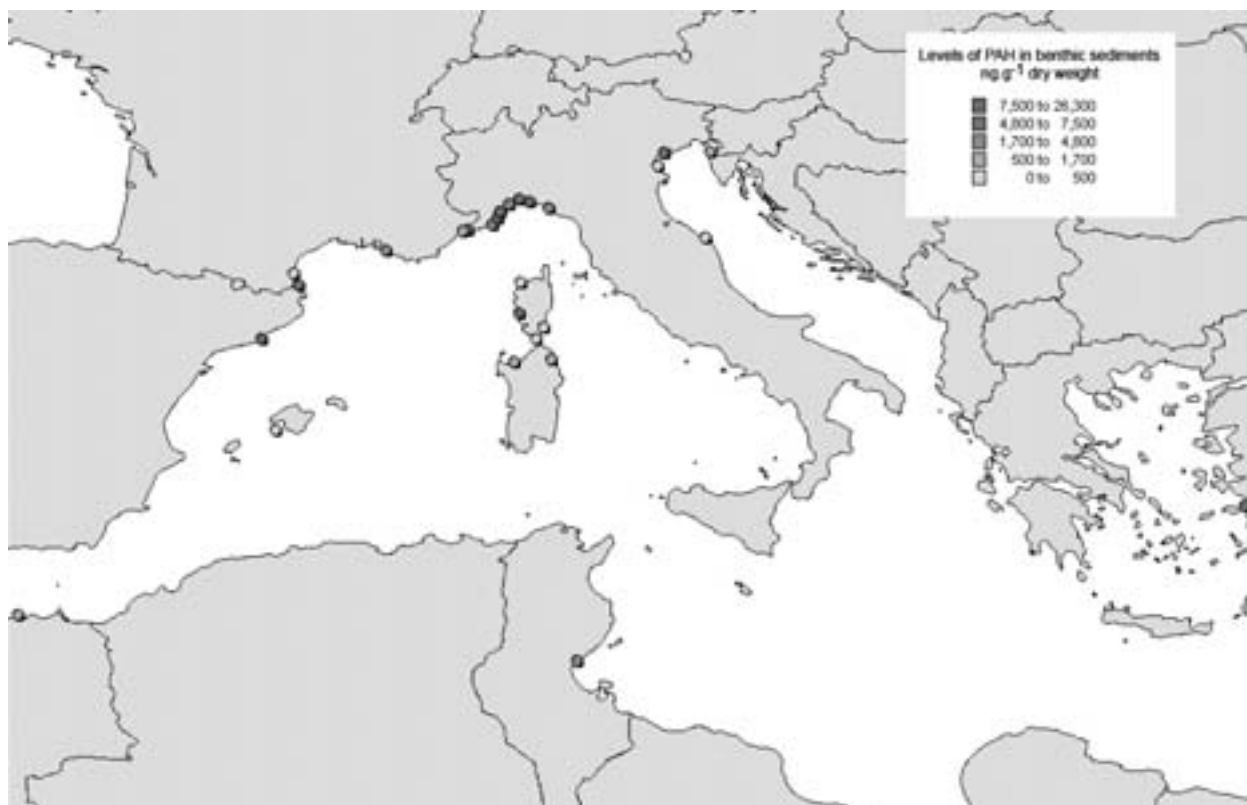 Levels of PAH in benthic sediments
ng g⁻¹ dry weight
7,500 to 26,300
4,800 to 7,500
1,700 to 4,800
500 to 1,700
0 to 500